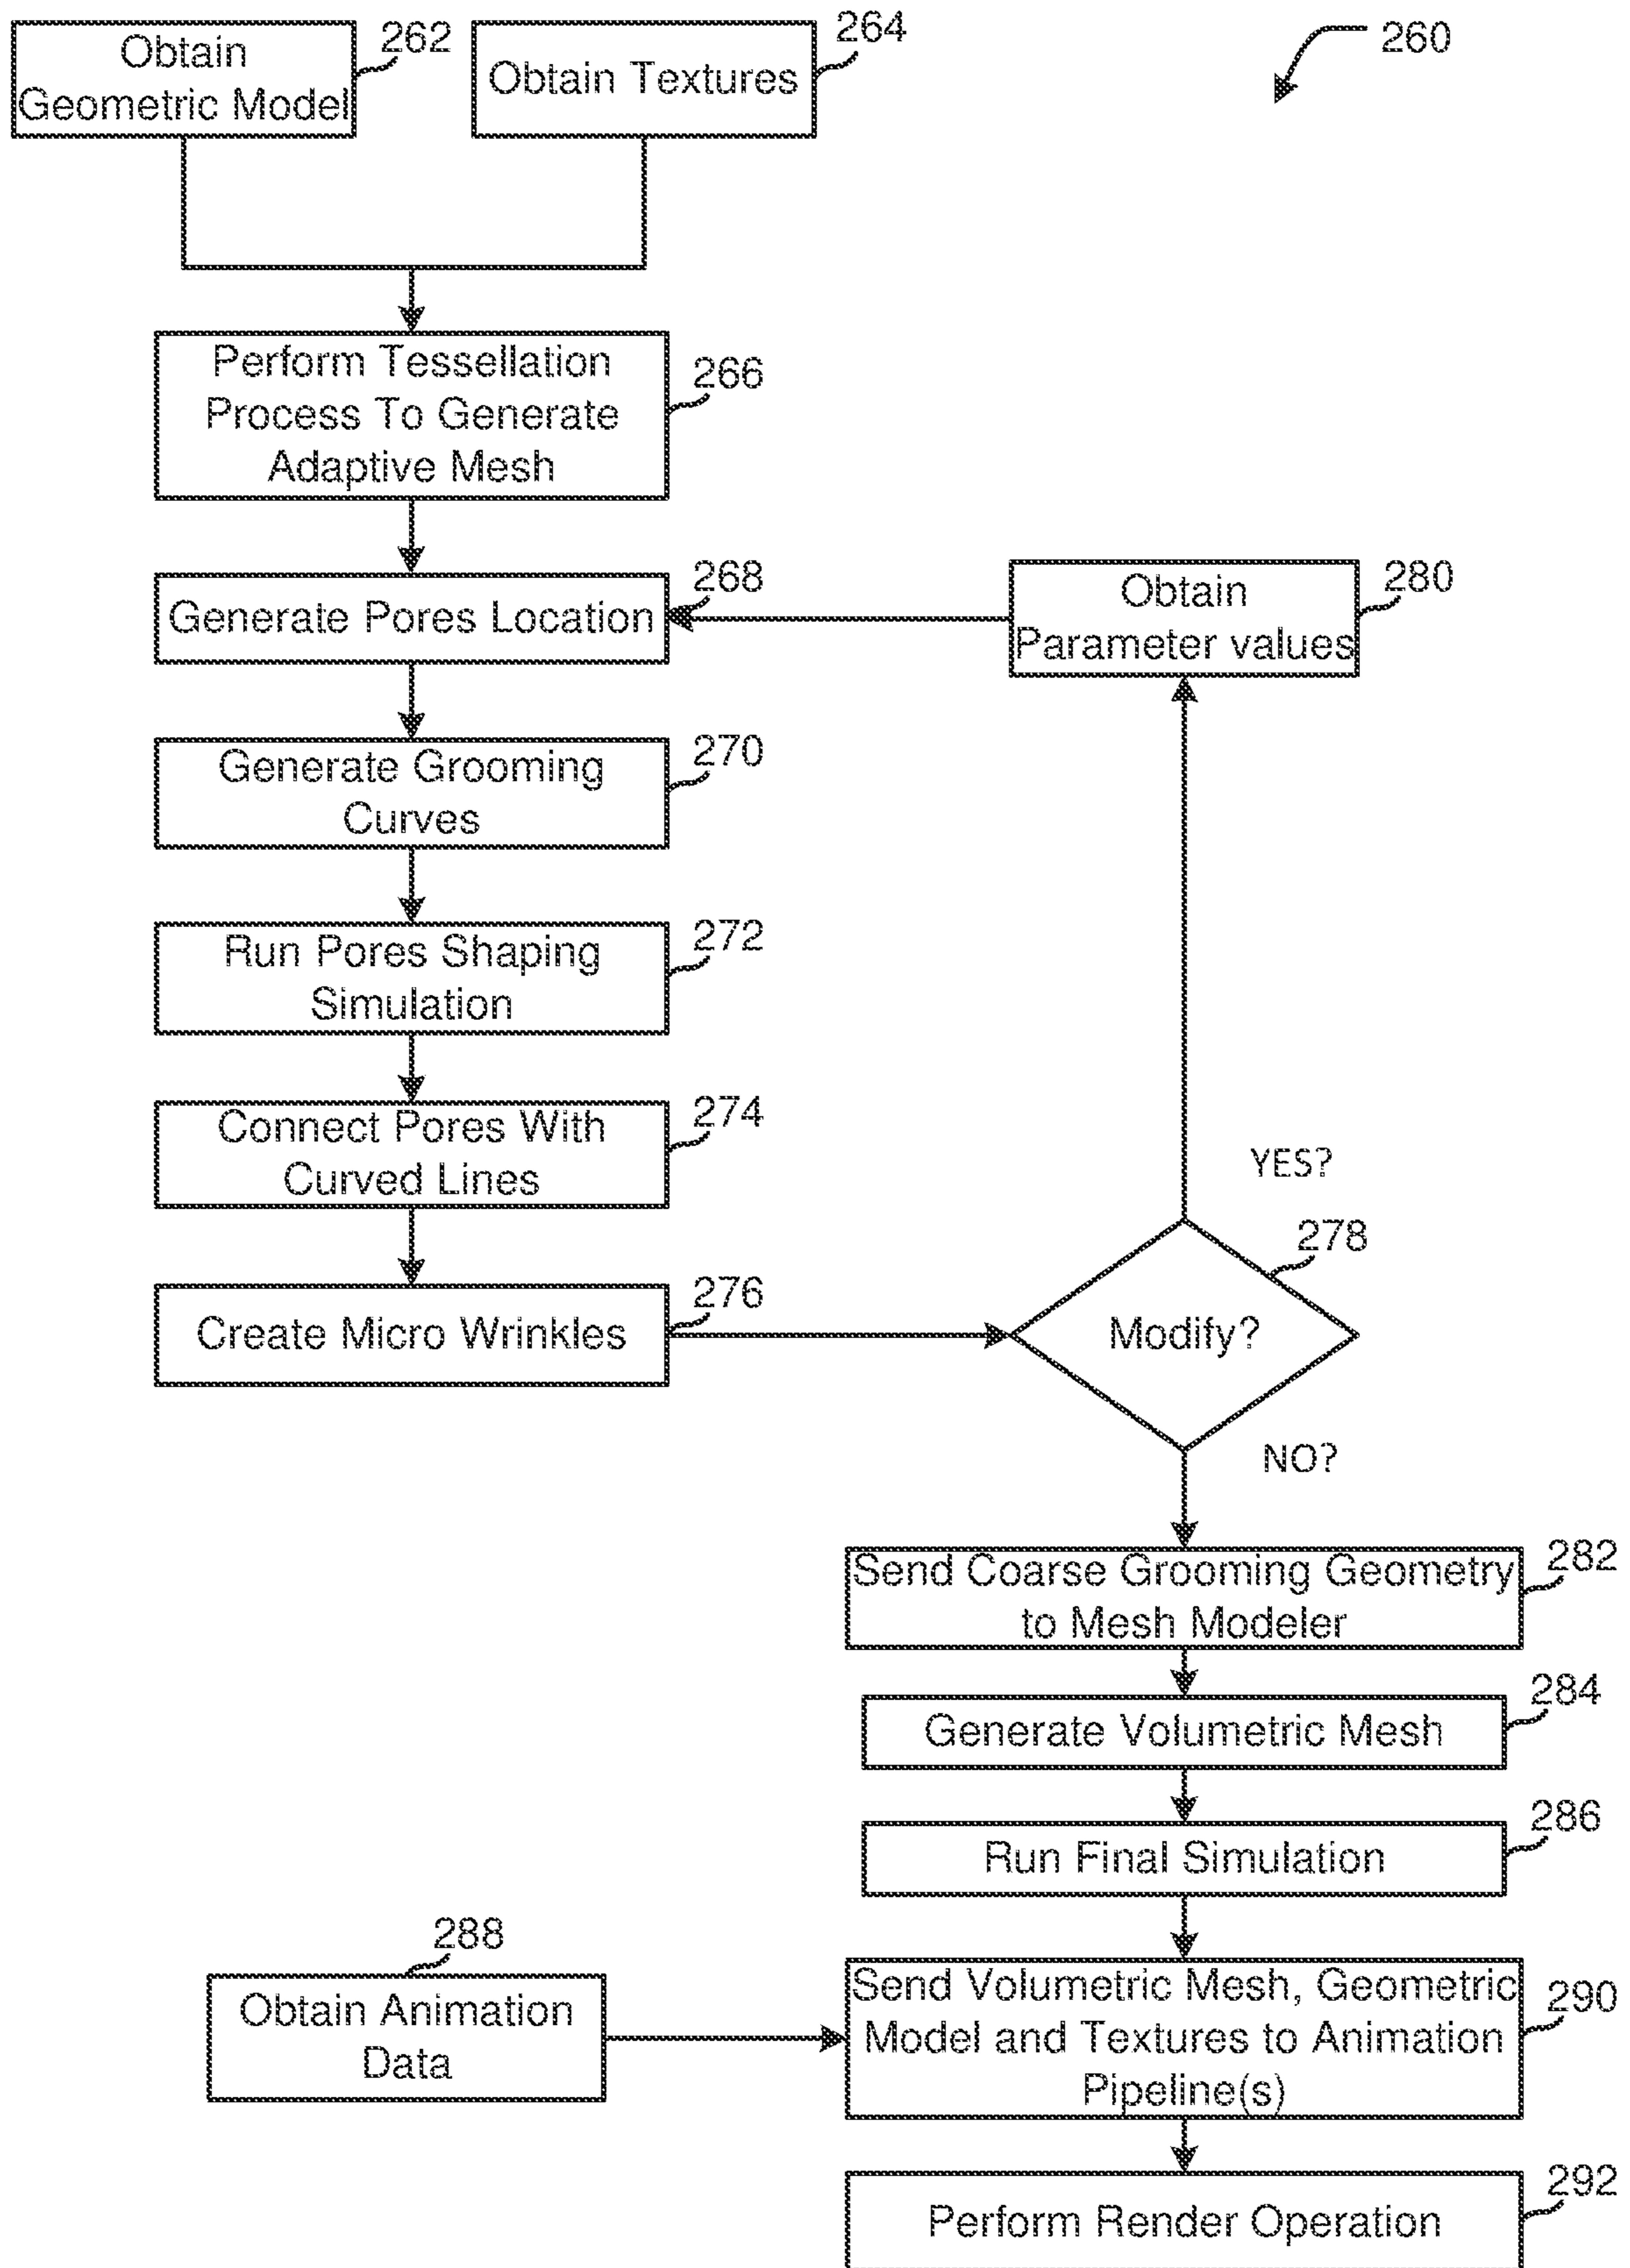 Obtain
Geometric Model
262
Obtain Textures
264
260
Perform Tessellation
Process To Generate
Adaptive Mesh
266
Generate Pores Location
268
Obtain
Parameter values
280
Generate Grooming
Curves
270
Run Pores Shaping
Simulation
272
Connect Pores With
Curved Lines
274
YES?
Create Micro Wrinkles
276
Modify?
278
NO?
Send Coarse Grooming Geometry
to Mesh Modeler
282
Generate Volumetric Mesh
284
Run Final Simulation
286
Obtain Animation
Data
288
Send Volumetric Mesh, Geometric
Model and Textures to Animation
Pipeline(s)
290
Perform Render Operation
292